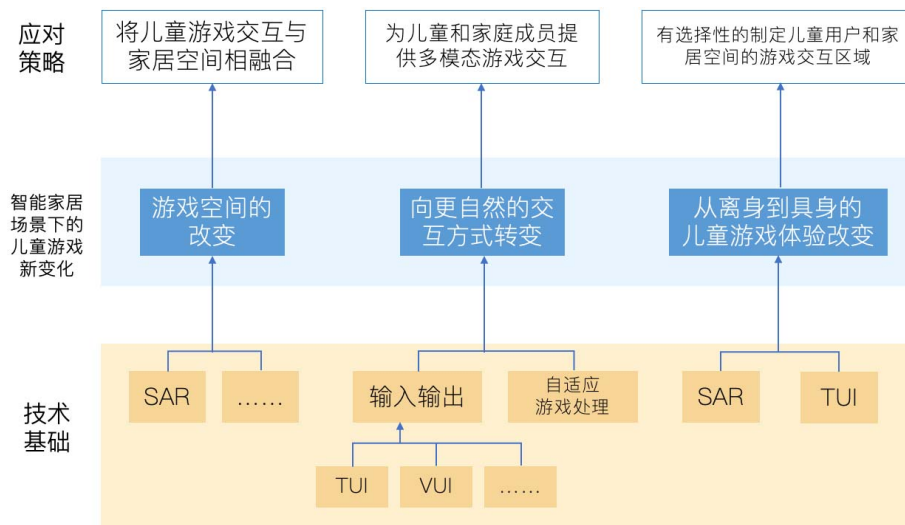 应对
策略
将儿童游戏交互与
家居空间相融合
为儿童和家庭成员提
供多模态游戏交互
有选择性的制定儿童用户和家
居空间的游戏交互区域
智能家居
场景下的
儿童游戏
新变化
游戏空间的
改变
向更自然的交
互方式转变
从离身到具身的
儿童游戏体验改变
技术
基础
SAR
……
输入输出
自适应
游戏处理
SAR
TUI
TUI
VUI
……